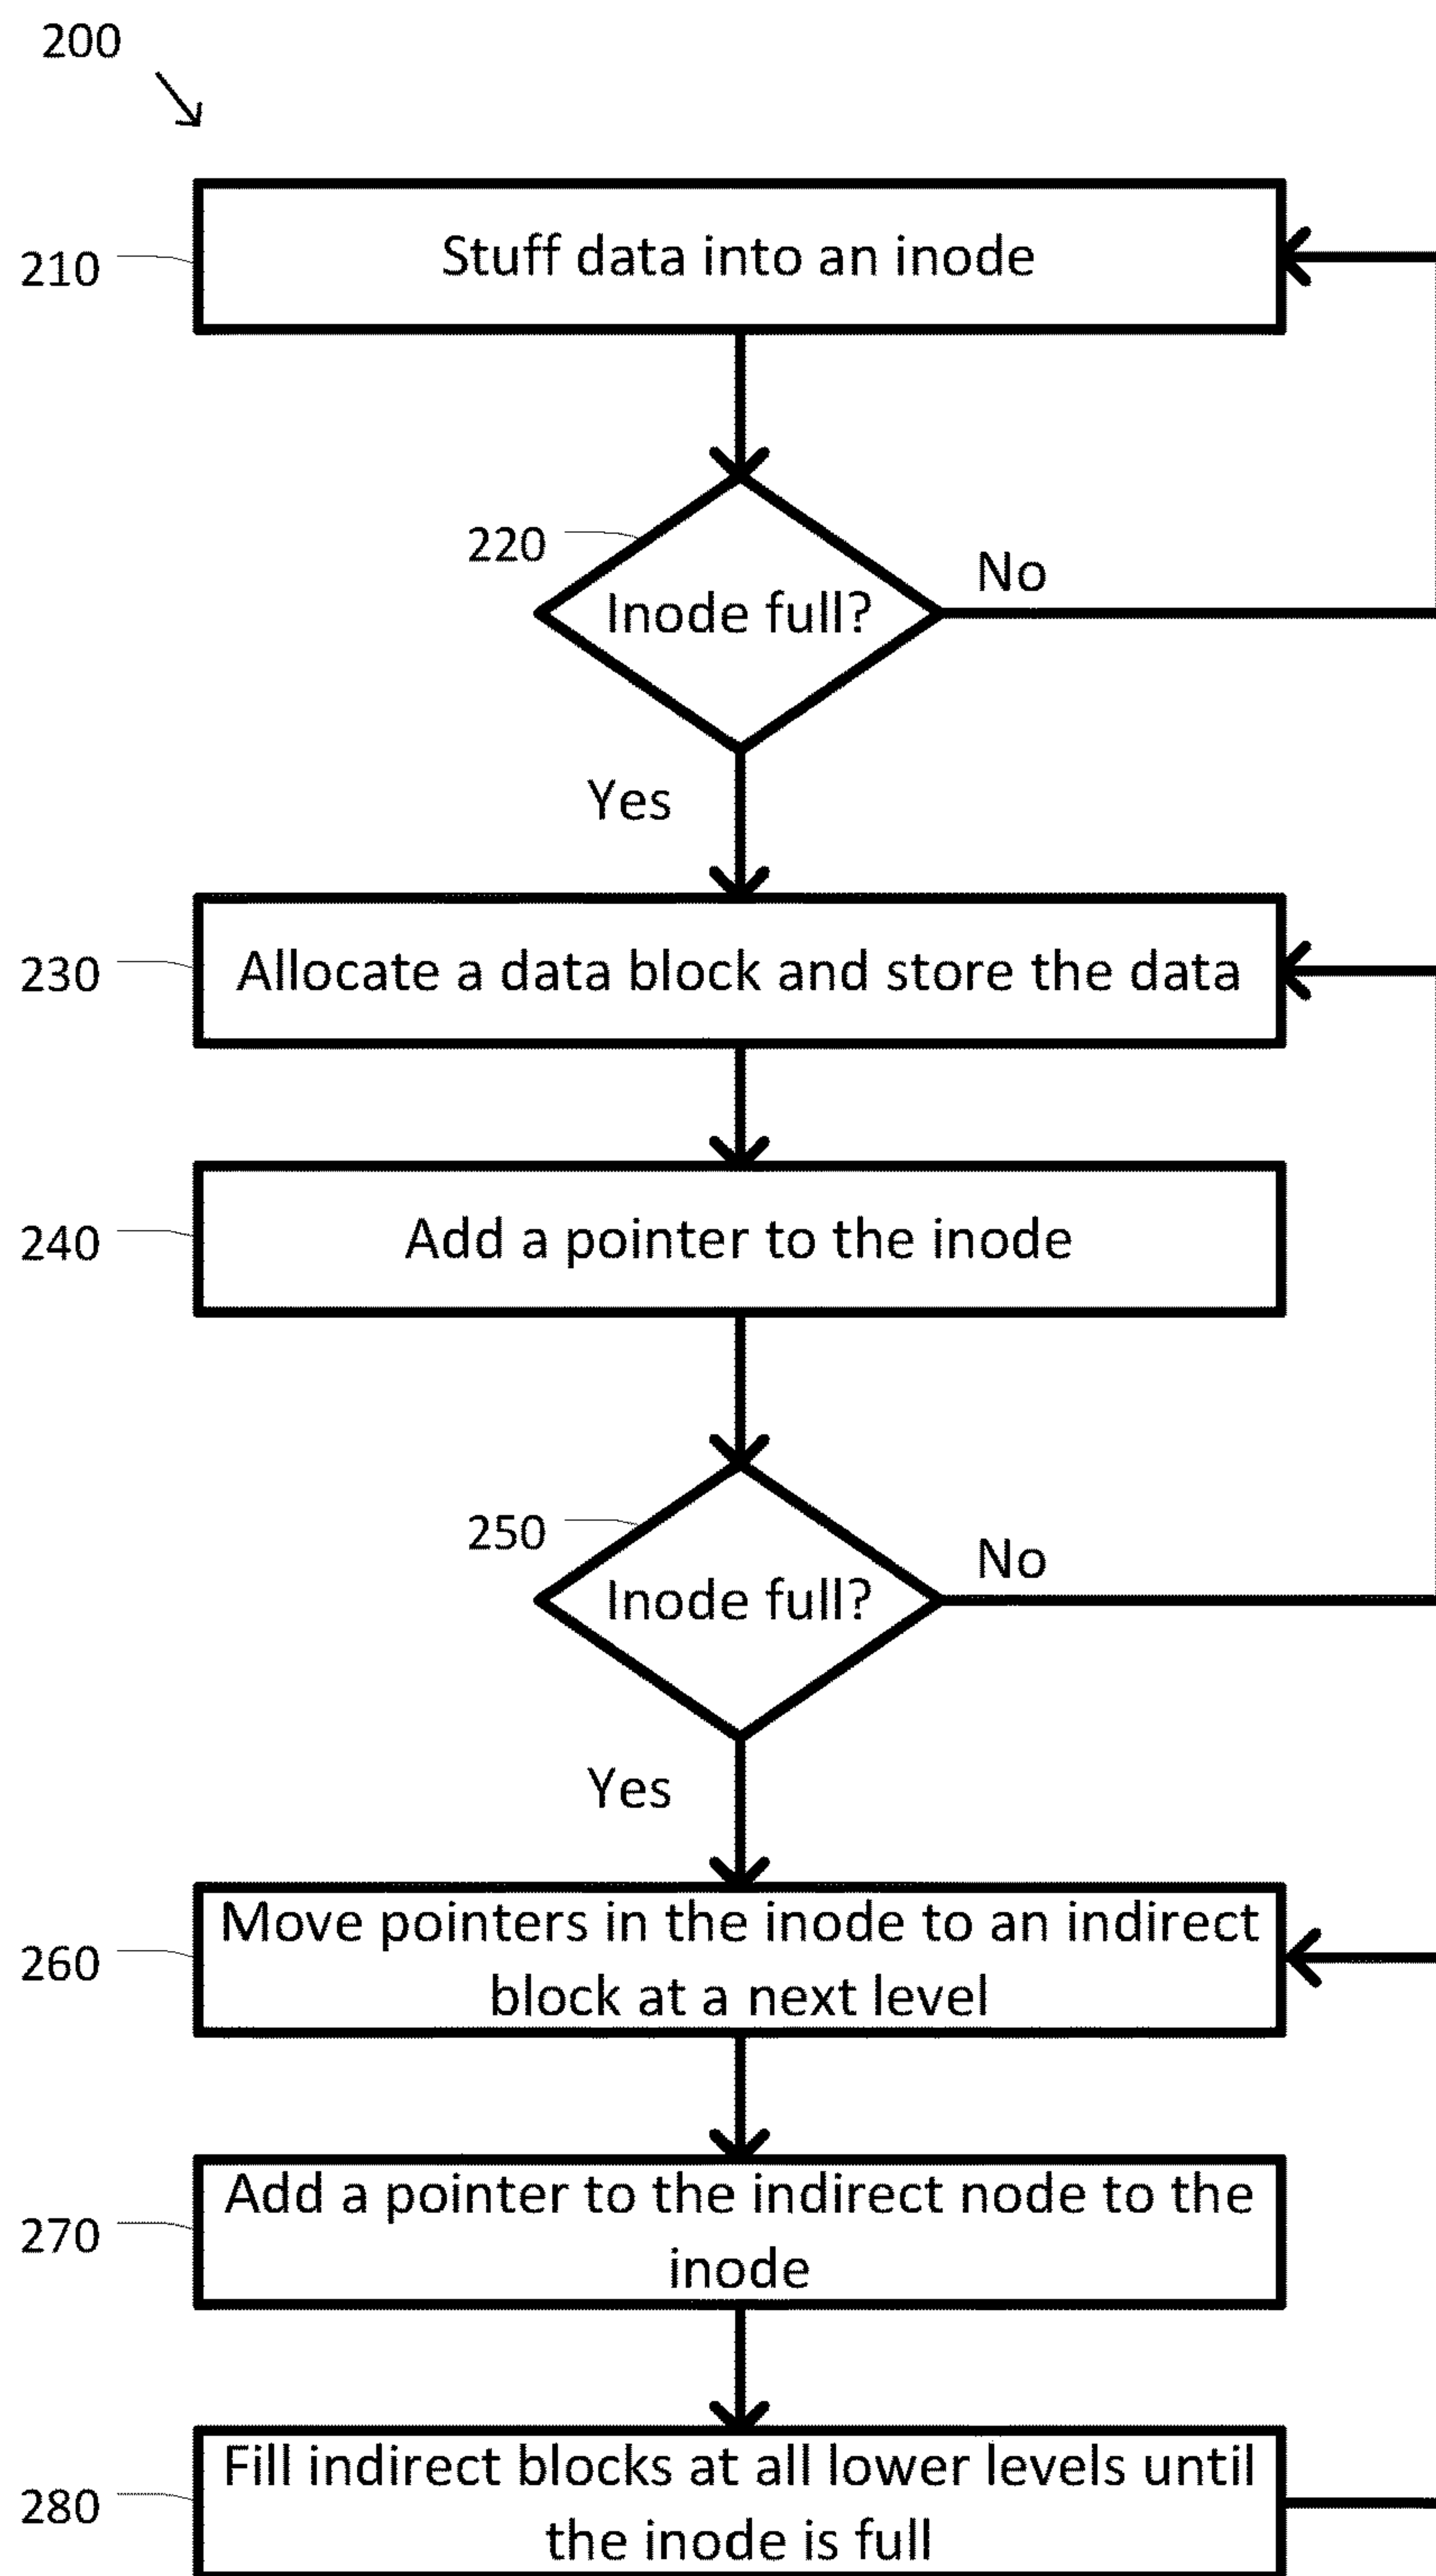 200
210
Stuff data into an inode
220
Inode full?
No
Yes
230
Allocate a data block and store the data
240
Add a pointer to the inode
250
Inode full?
No
Yes
260
Move pointers in the inode to an indirect
block at a next level
270
Add a pointer to the indirect node to the
inode
280
Fill indirect blocks at all lower levels until
the inode is full